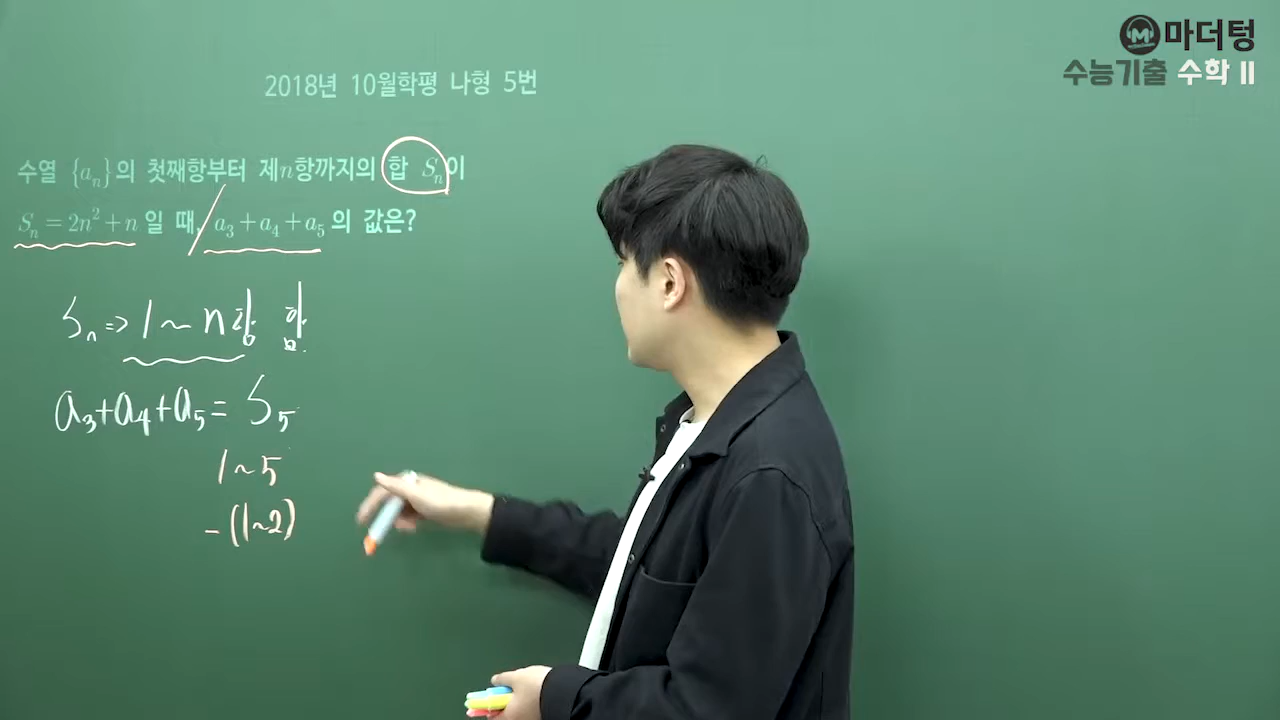 마더텅
수능기출 수학 II
2018년 10월학평 나형 5번
수열 {aₙ}의 첫째항부터 제n항까지의 합 Sₙ이
Sₙ = 2n² + n 일 때, a₃ + a₄ + a₅ 의 값은?
Sₙ ⇒ 1 ~ n항 합.
a₃+a₄+a₅ = S₅
1 ~ 5
- (1~2)